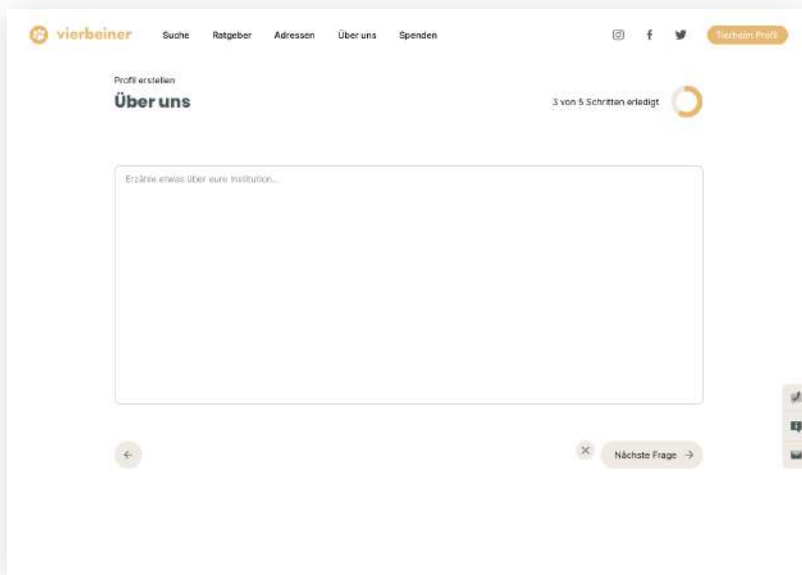 vierbeiner
Suche Ratgeber Adressen Über uns Spenden
Tierheim Profil
Profil erstellen
Über uns
3 von 5 Schritten erledigt
Erzähle etwas über eure Institution...
Nächste Frage